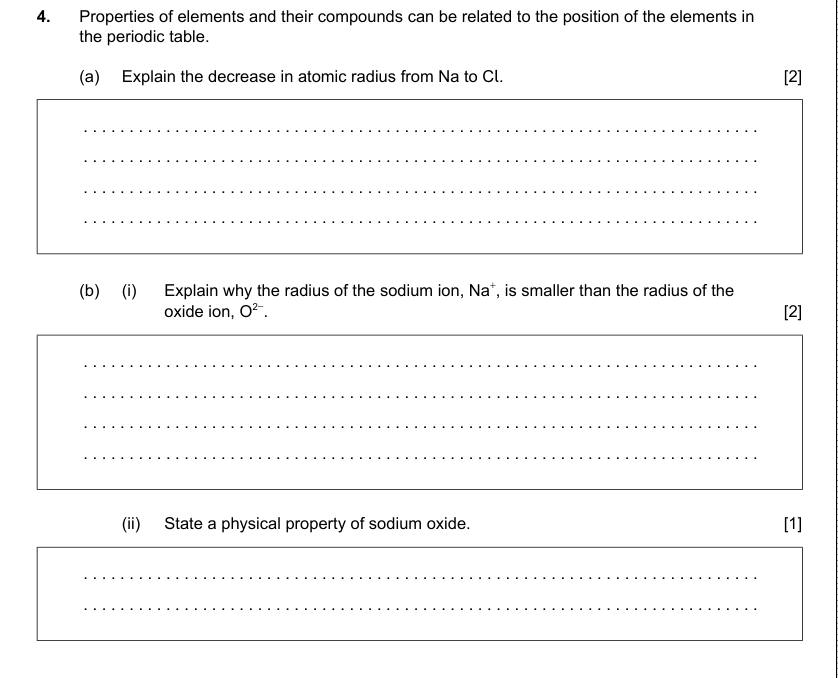 4. Properties of elements and their compounds can be related to the position of the elements in
the periodic table.
(a) Explain the decrease in atomic radius from Na to Cl. [2]
(b) (i) Explain why the radius of the sodium ion, Na⁺, is smaller than the radius of the
oxide ion, O²⁻. [2]
(ii) State a physical property of sodium oxide. [1]